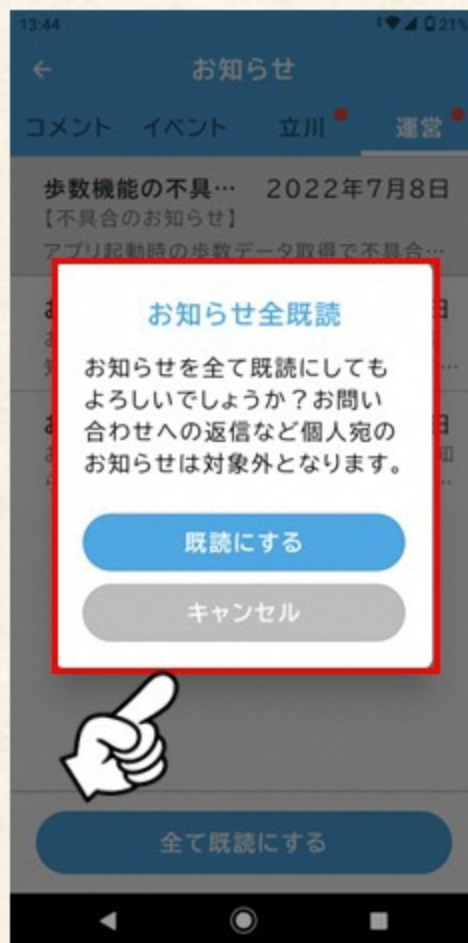 13:44
21%
お知らせ
コメント イベント 立川 運営
歩数機能の不具… 2022年7月8日
【不具合のお知らせ】
アプリ起動時の歩数データ取得で不具合…
お知らせ全既読
お知らせを全て既読にしても
よろしいでしょうか？お問い
合わせへの返信など個人宛の
お知らせは対象外となります。
既読にする
キャンセル
全て既読にする